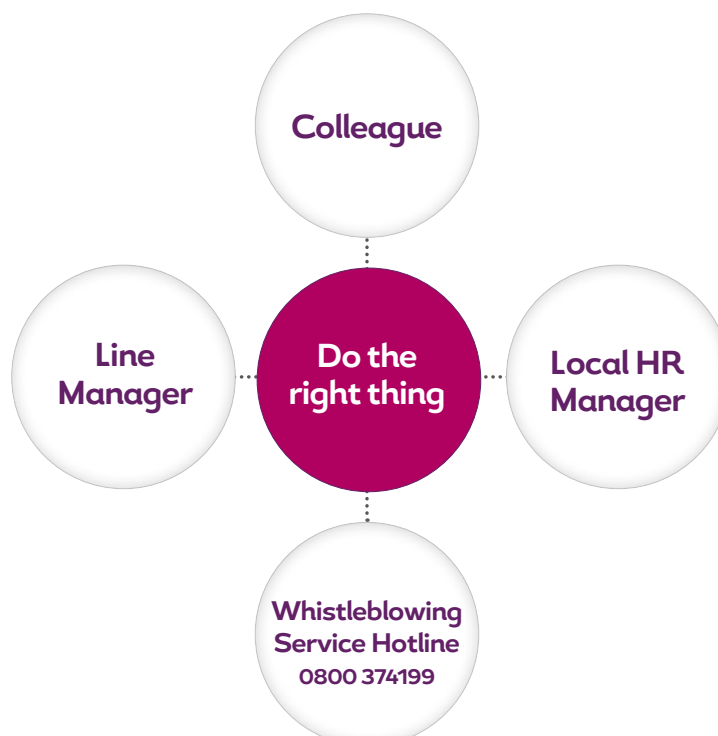 Colleague
Line
Manager
Do the
right thing
Local HR
Manager
Whistleblowing
Service Hotline
0800 374199